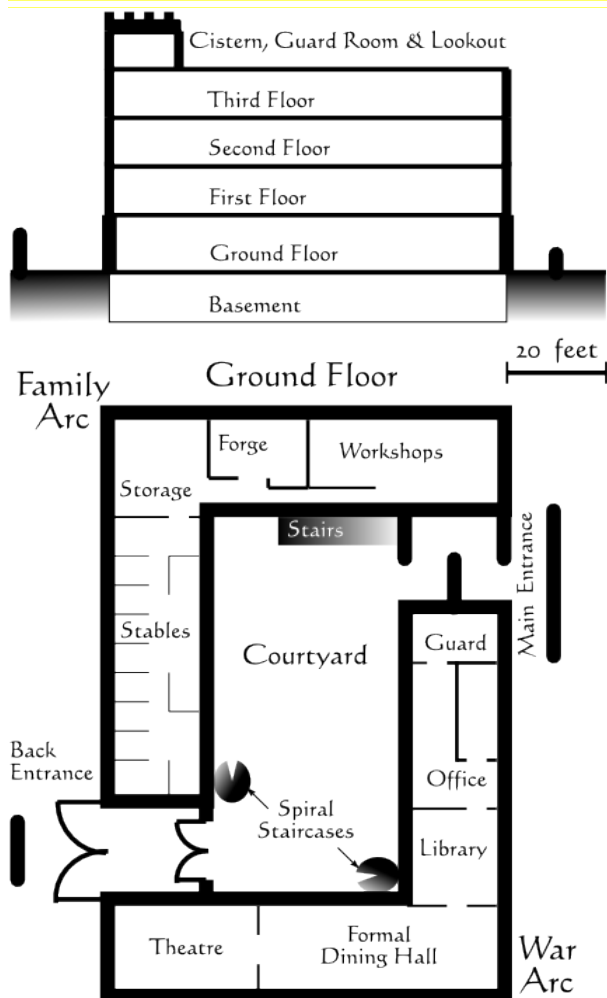 Cistern, Guard Room & Lookout
Third Floor
Second Floor
First Floor
Ground Floor
Basement
20 feet
Family
Arc
Ground Floor
Forge
Workshops
Storage
Stairs
Main Entrance
Stables
Courtyard
Guard
Back
Entrance
Office
Spiral
Staircases
Library
Theatre
Formal
Dining Hall
War
Arc